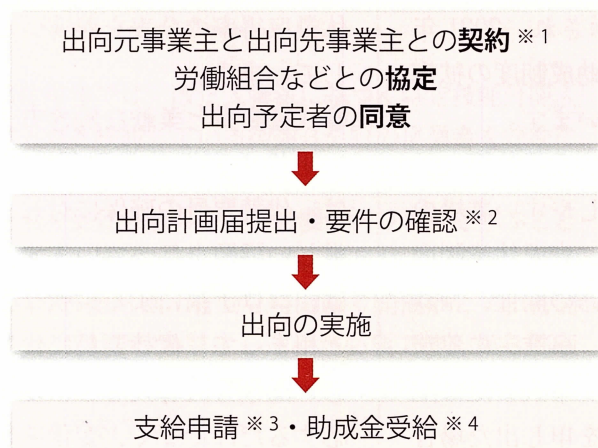 出向元事業主と出向先事業主との契約※1
労働組合などとの協定
出向予定者の同意
出向計画届提出・要件の確認※2
出向の実施
支給申請※3・助成金受給※4